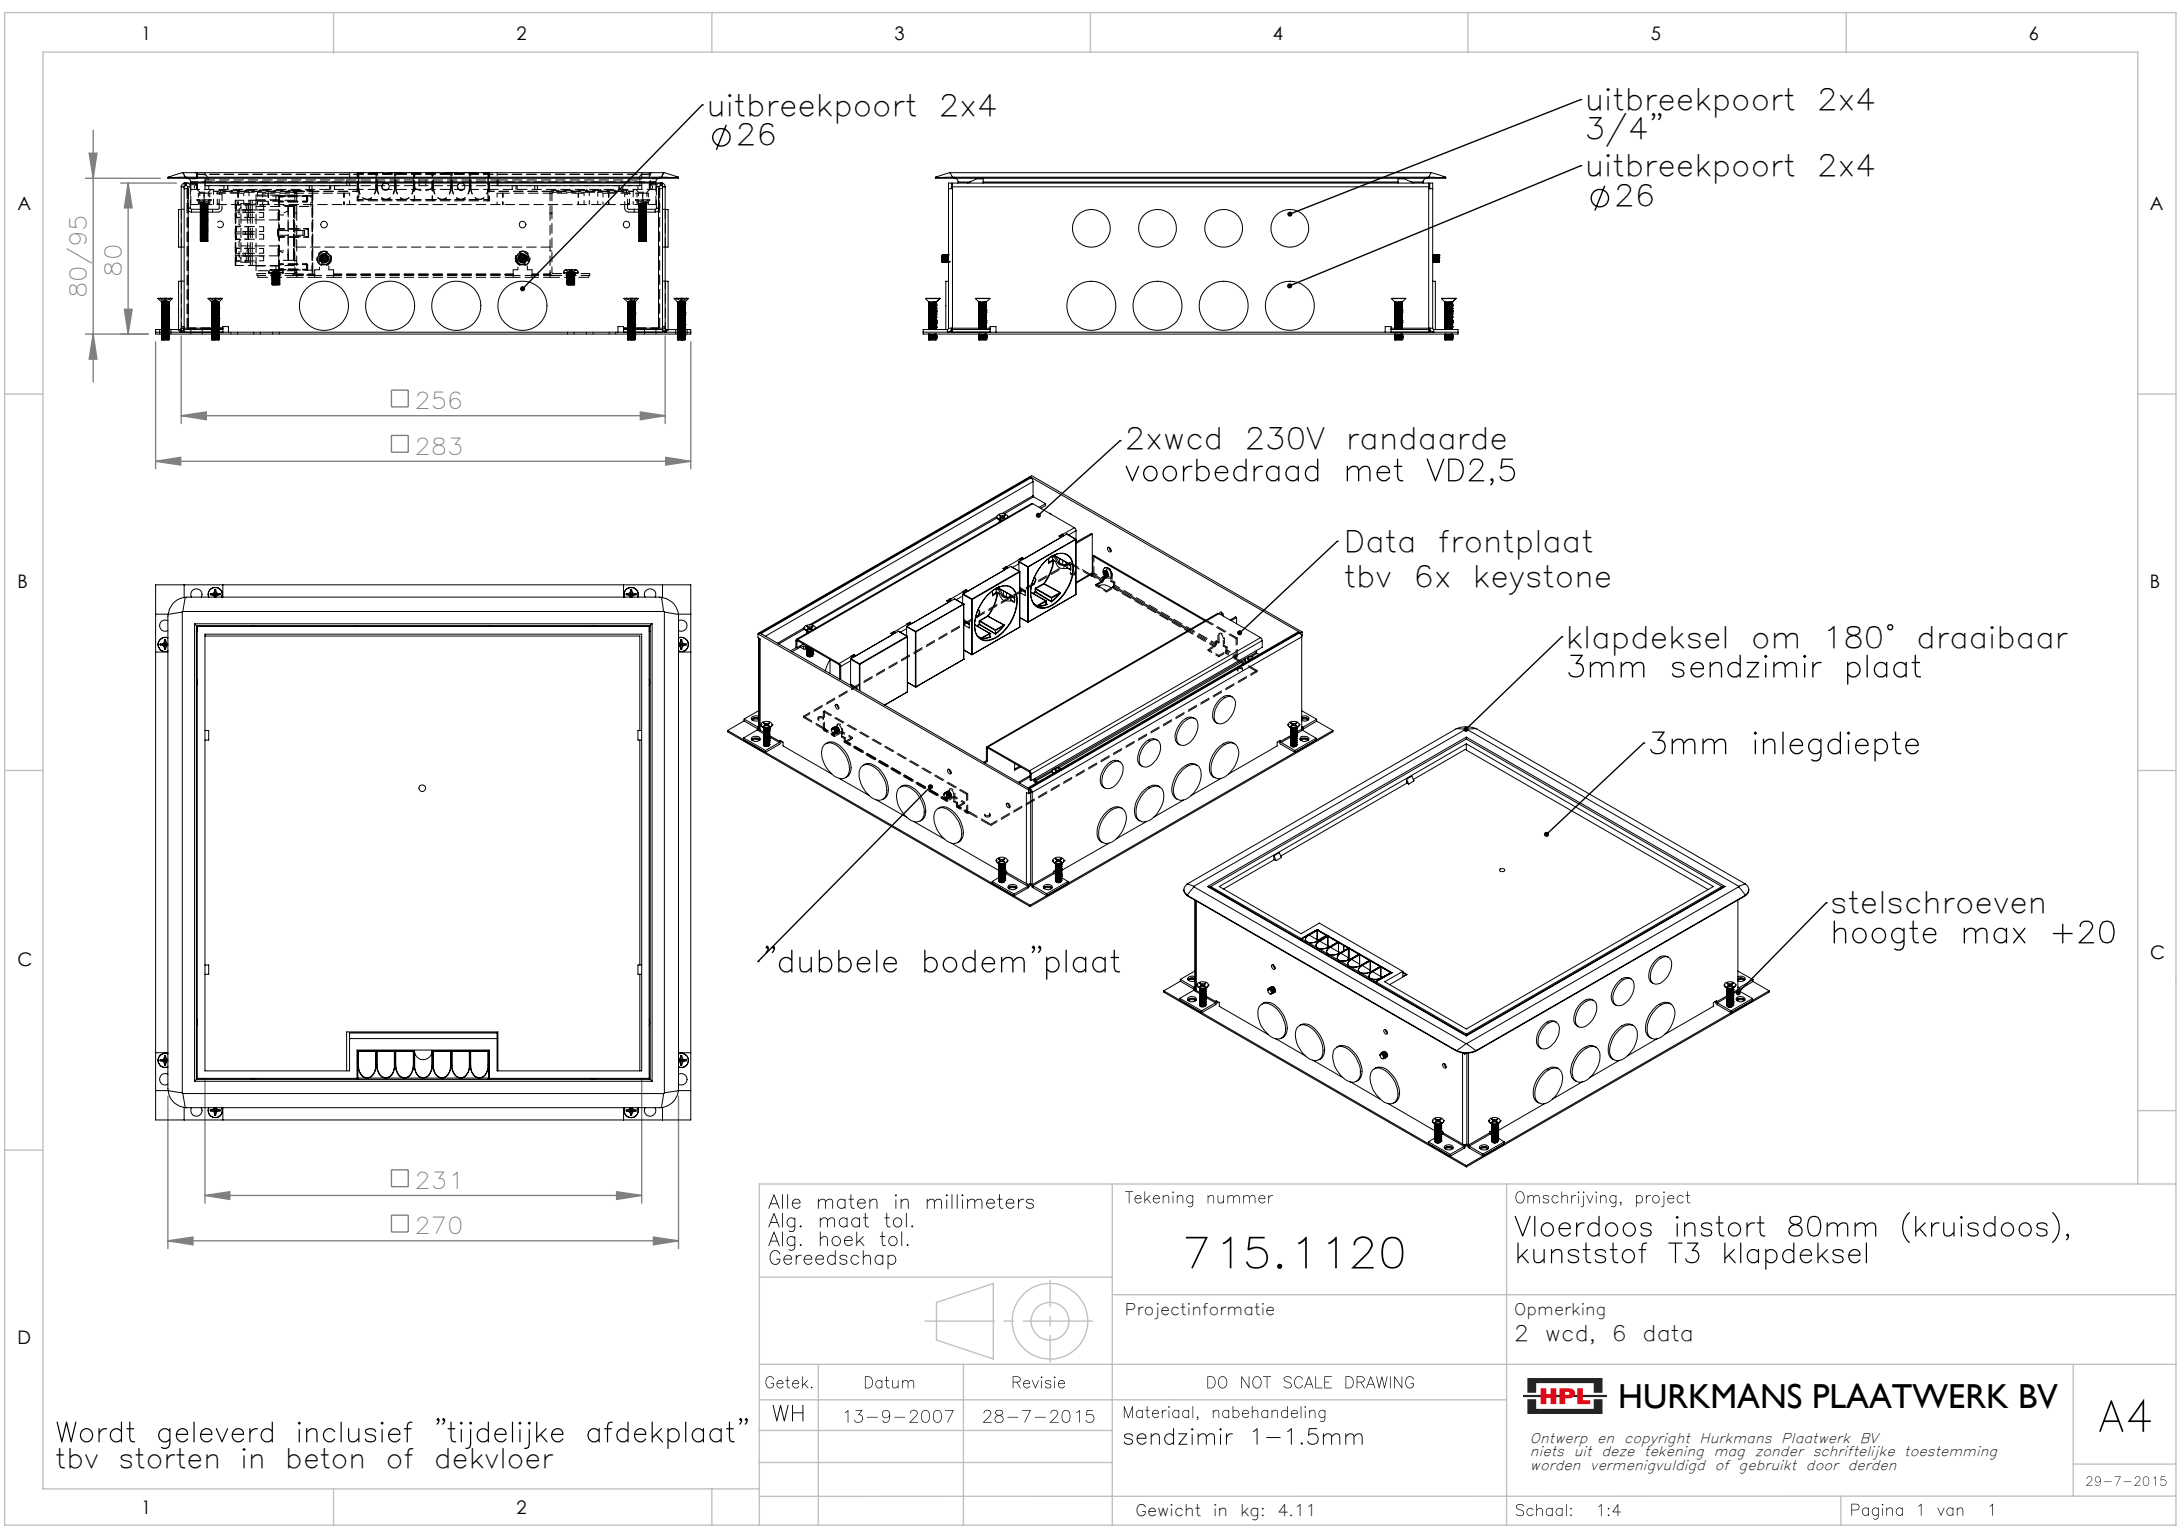 1 2 3 4 5 6
A
B
C
D
A
B
C
uitbreekpoort 2x4
ø26
uitbreekpoort 2x4
3/4"
uitbreekpoort 2x4
ø26
80/95
80
□256
□283
2xwcd 230V randaarde
voorbedraad met VD2,5
Data frontplaat
tbv 6x keystone
klapdeksel om 180° draaibaar
3mm sendzimir plaat
3mm inlegdiepte
stelschroeven
hoogte max +20
"dubbele bodem"plaat
□231
□270
Wordt geleverd inclusief "tijdelijke afdekplaat"
tbv storten in beton of dekvloer
Alle maten in millimeters
Alg. maat tol.
Alg. hoek tol.
Gereedschap
Tekening nummer
715.1120
Omschrijving, project
Vloerdoos instort 80mm (kruisdoos),
kunststof T3 klapdeksel
Projectinformatie
Opmerking
2 wcd, 6 data
Getek. Datum Revisie
WH 13-9-2007 28-7-2015
DO NOT SCALE DRAWING
Materiaal, nabehandeling
sendzimir 1-1.5mm
Gewicht in kg: 4.11
HPL HURKMANS PLAATWERK BV
Ontwerp en copyright Hurkmans Plaatwerk BV
niets uit deze tekening mag zonder schriftelijke toestemming
worden vermenigvuldigd of gebruikt door derden
A4
29-7-2015
Schaal: 1:4
Pagina 1 van 1
1 2